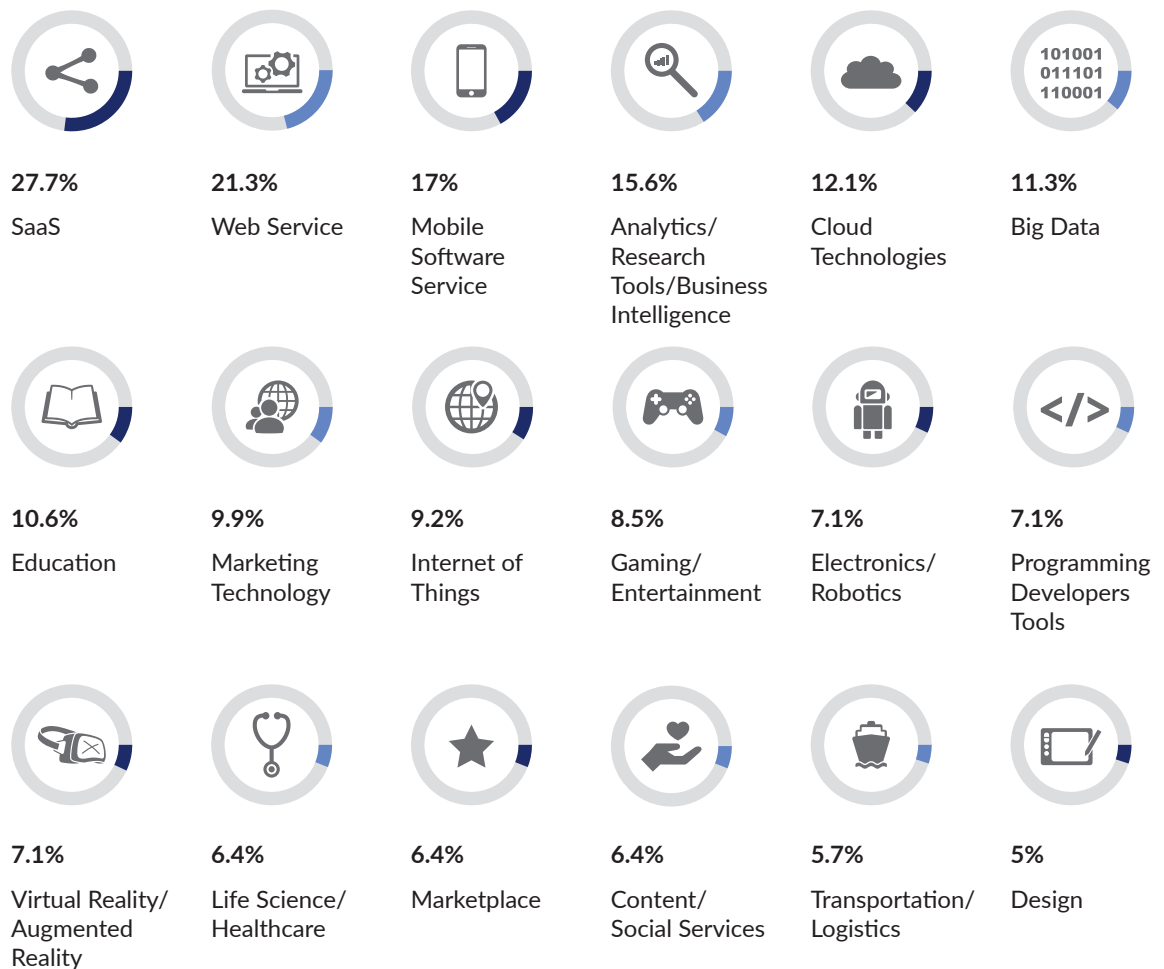 101001
011101
110001
27.7%
SaaS
21.3%
Web Service
17%
Mobile
Software
Service
15.6%
Analytics/
Research
Tools/Business
Intelligence
12.1%
Cloud
Technologies
11.3%
Big Data
</>
10.6%
Education
9.9%
Marketing
Technology
9.2%
Internet of
Things
8.5%
Gaming/
Entertainment
7.1%
Electronics/
Robotics
7.1%
Programming
Developers
Tools
7.1%
Virtual Reality/
Augmented
Reality
6.4%
Life Science/
Healthcare
6.4%
Marketplace
6.4%
Content/
Social Services
5.7%
Transportation/
Logistics
5%
Design